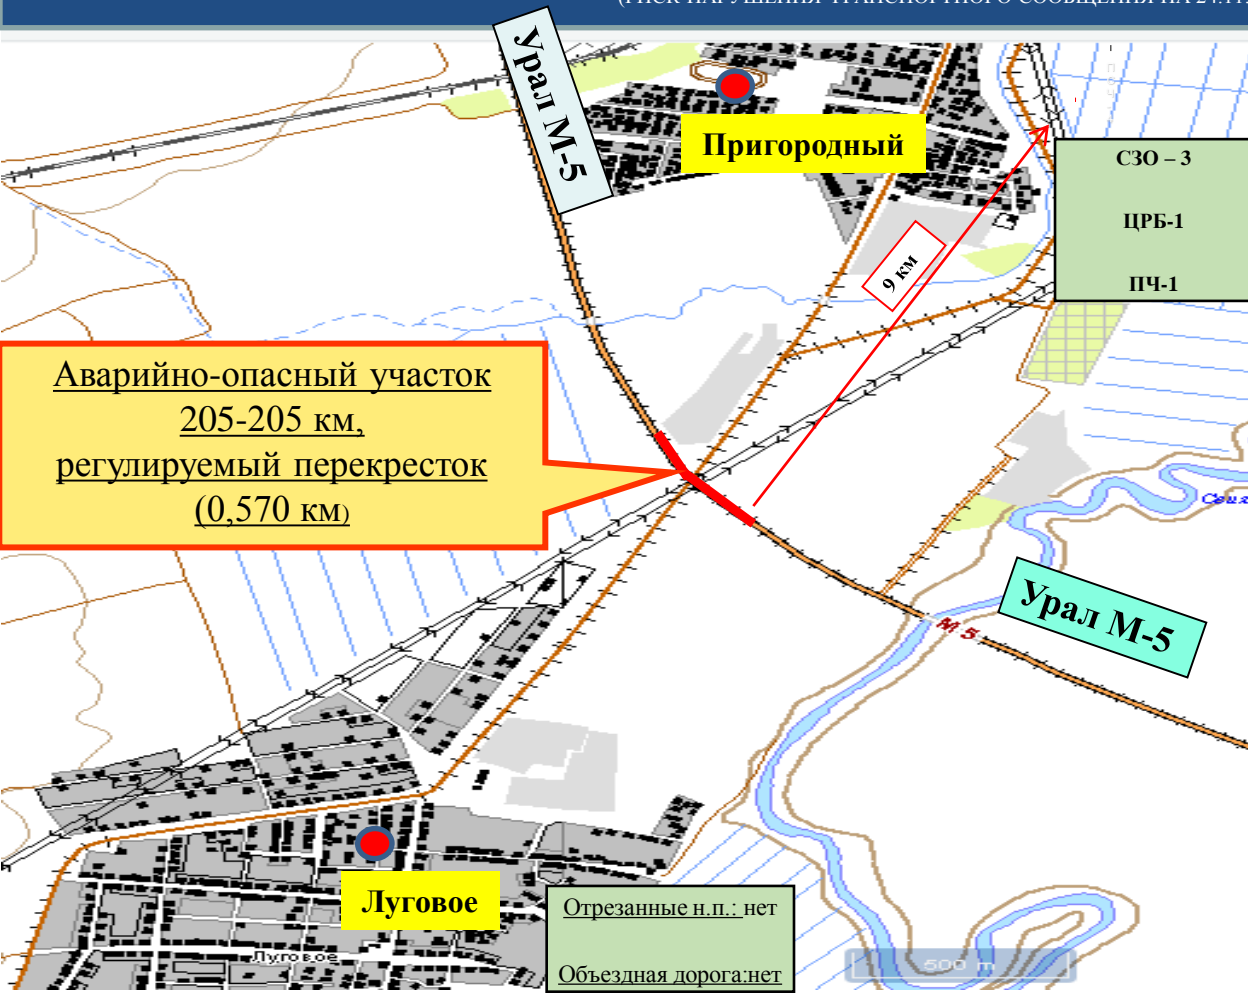 Урал М-5
Пригородный
СЗО – 3
ЦРБ-1
ПЧ-1
9 км
Аварийно-опасный участок
205-205 км,
регулируемый перекресток
(0,570 км)
Урал М-5
М 5
Луговое
Луговое
Отрезанные н.п.: нет
Объездная дорога:нет
500 m